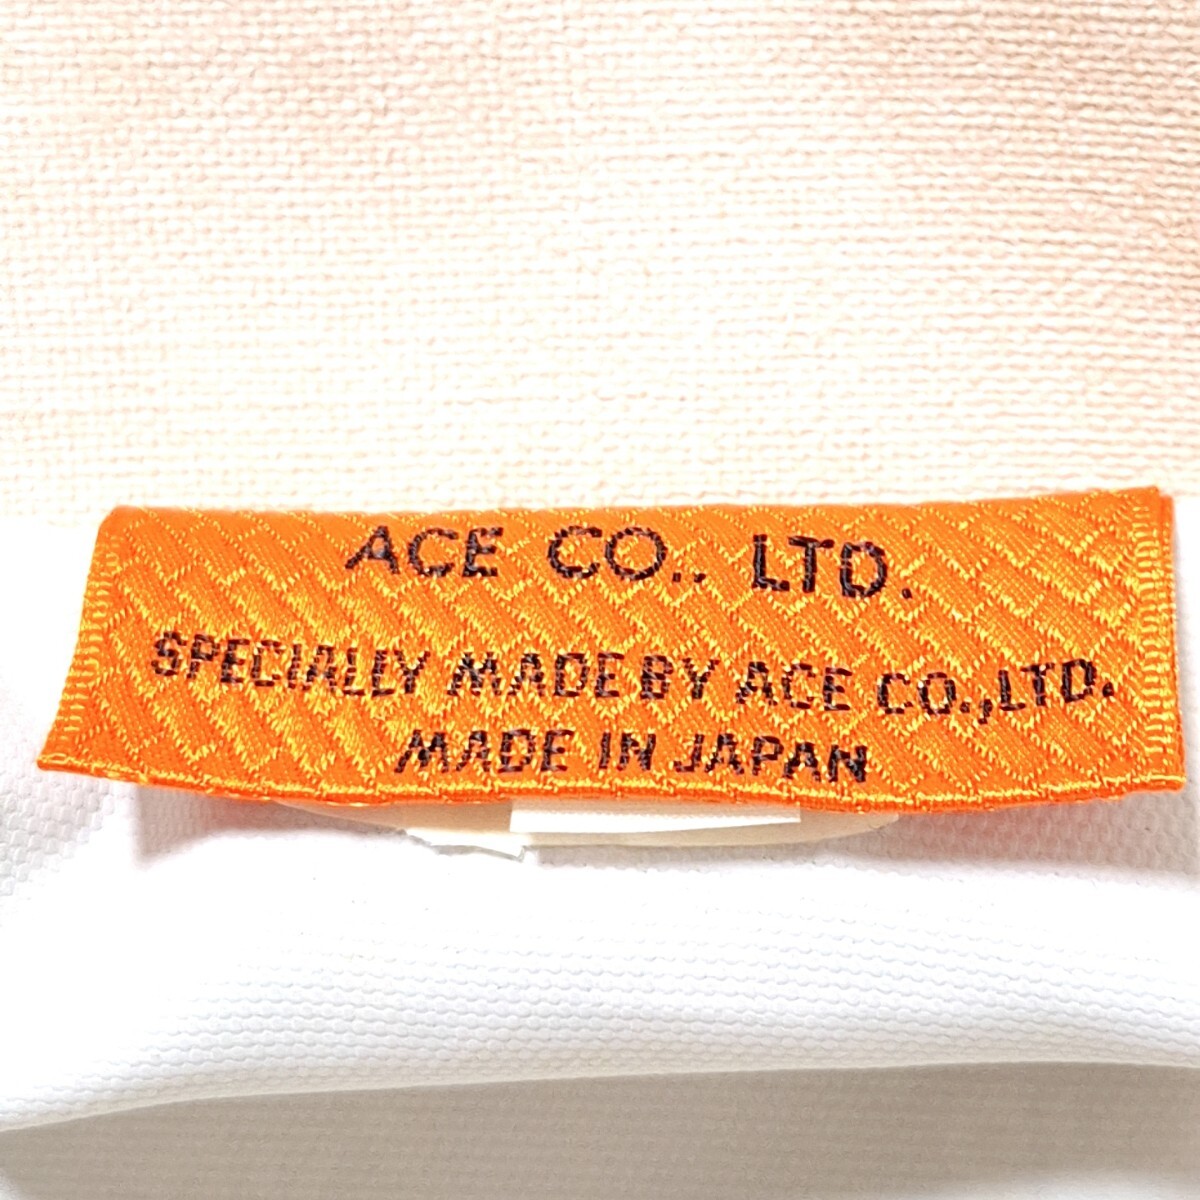 ACE CO., LTD.
SPECIALLY MADE BY ACE CO.,LTD.
MADE IN JAPAN